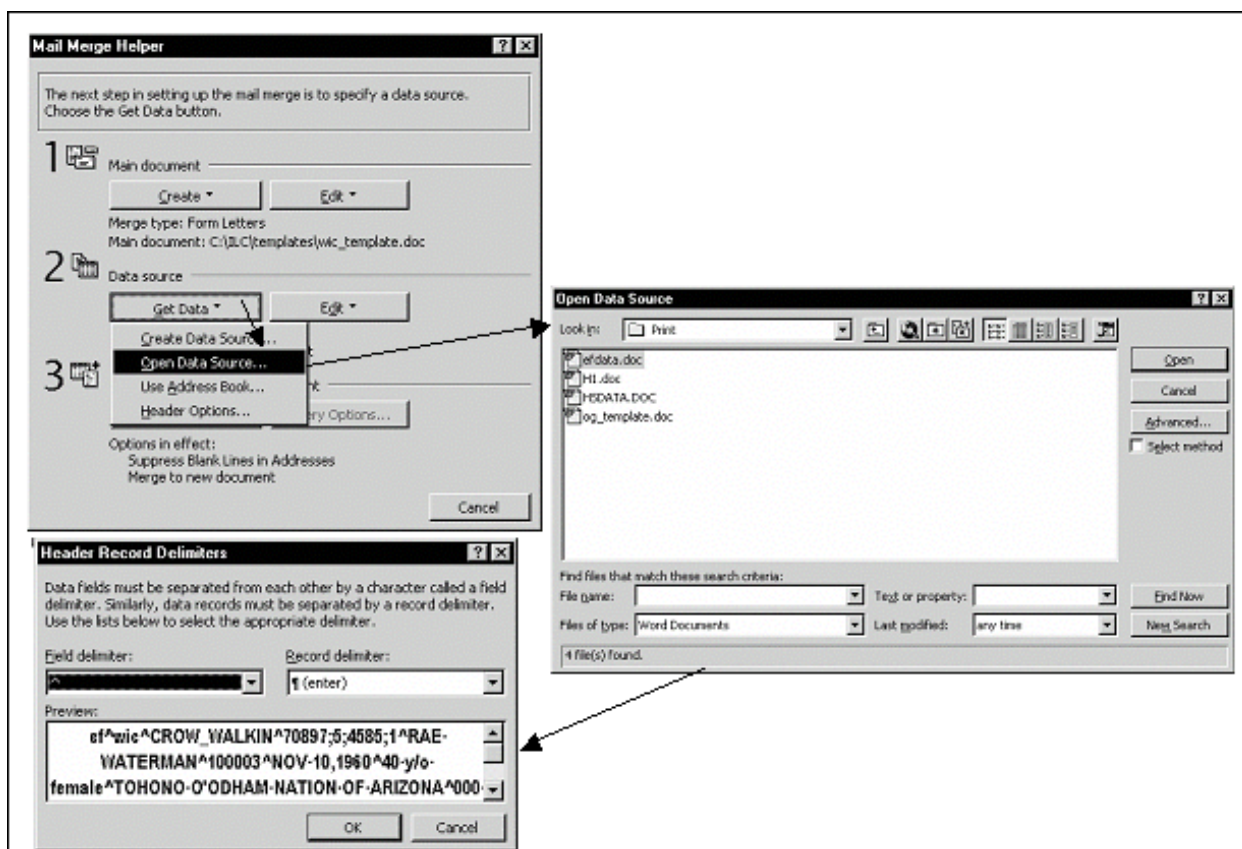 Mail Merge Helper
The next step in setting up the mail merge is to specify a data source.
Choose the Get Data button.
1
Main document
Create Edit
Merge type: Form Letters
Main document: C:\ILC\templates\wic_template.doc
2
Data source
Get Data Edit
Create Data Source...
Open Data Source...
3
Use Address Book...
Header Options...
Options...
Options in effect:
Suppress Blank Lines in Addresses
Merge to new document
Cancel
Open Data Source
Look in: Print
efdata.doc
H1.doc
HSDATA.DOC
og_template.doc
Open
Cancel
Advanced...
Select method
Find files that match these search criteria:
File name: Text or property: Find Now
Files of type: Word Documents Last modified: any time New Search
4 file(s) found.
Header Record Delimiters
Data fields must be separated from each other by a character called a field
delimiter. Similarly, data records must be separated by a record delimiter.
Use the lists below to select the appropriate delimiter.
Field delimiter: Record delimiter:
^ ¶ (enter)
Preview:
ef^wic^CROW_WALKIN^70897;5;4585;1^RAE-
WATERMAN^100003^NOV-10,1960^40-y/o-
female^TOHONO-O'ODHAM-NATION-OF-ARIZONA^000-
OK Cancel